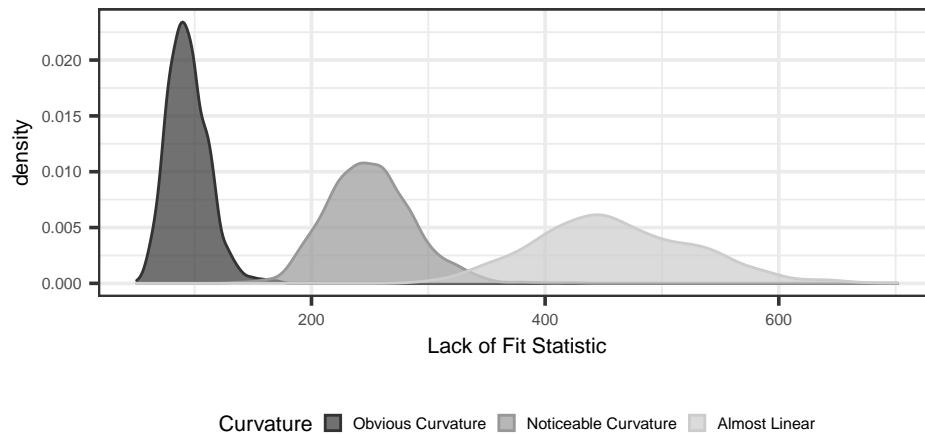 0.020
0.015
0.010
0.005
0.000
density
200 400 600
Lack of Fit Statistic
Curvature Obvious Curvature Noticeable Curvature Almost Linear